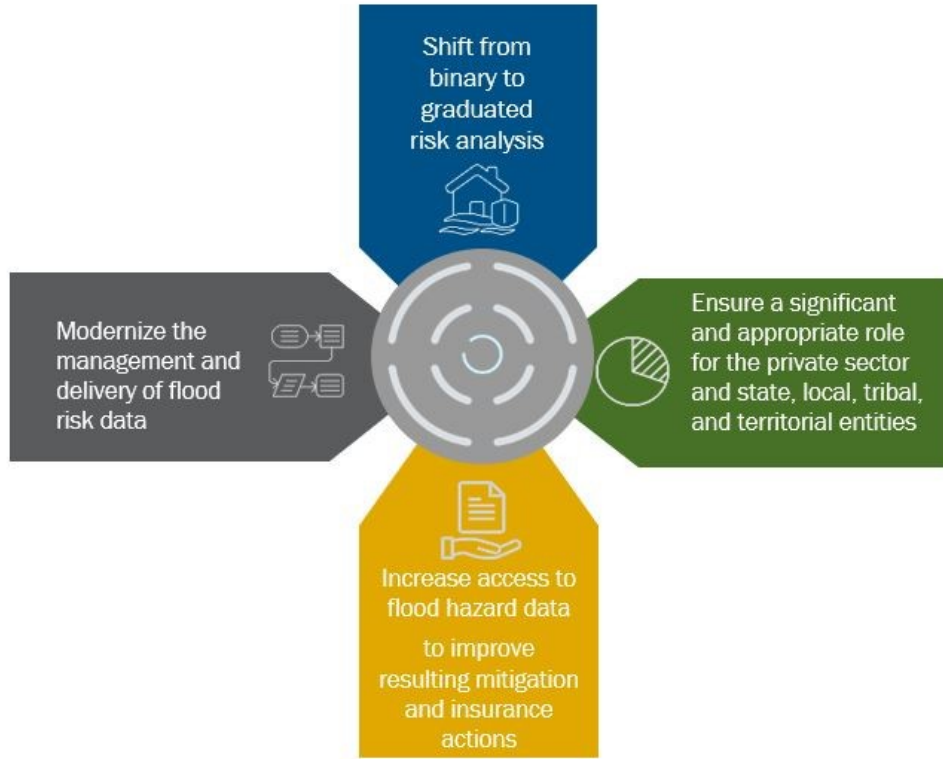 Shift from
binary to
graduated
risk analysis
Modernize the
management and
delivery of flood
risk data
Ensure a significant
and appropriate role
for the private sector
and state, local, tribal,
and territorial entities
Increase access to
flood hazard data
to improve
resulting mitigation
and insurance
actions